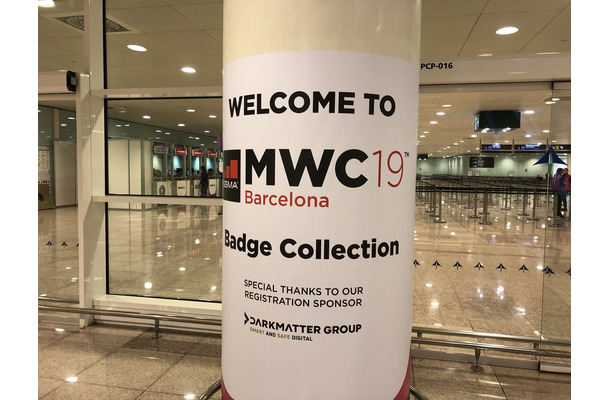 PCP-016
WELCOME TO
GSMA
MWC19™
Barcelona
Badge Collection
SPECIAL THANKS TO OUR
REGISTRATION SPONSOR
DARKMATTER GROUP
SMART AND SAFE DIGITAL